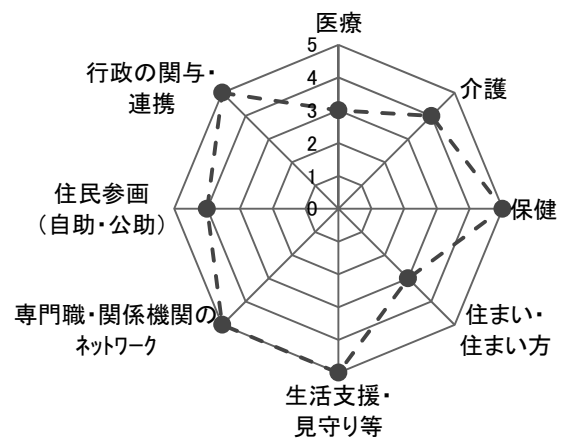 医療
介護
保健
住まい・
住まい方
生活支援・
見守り等
専門職・関係機関の
ネットワーク
住民参画
（自助・公助）
行政の関与・
連携
5
4
3
2
1
0